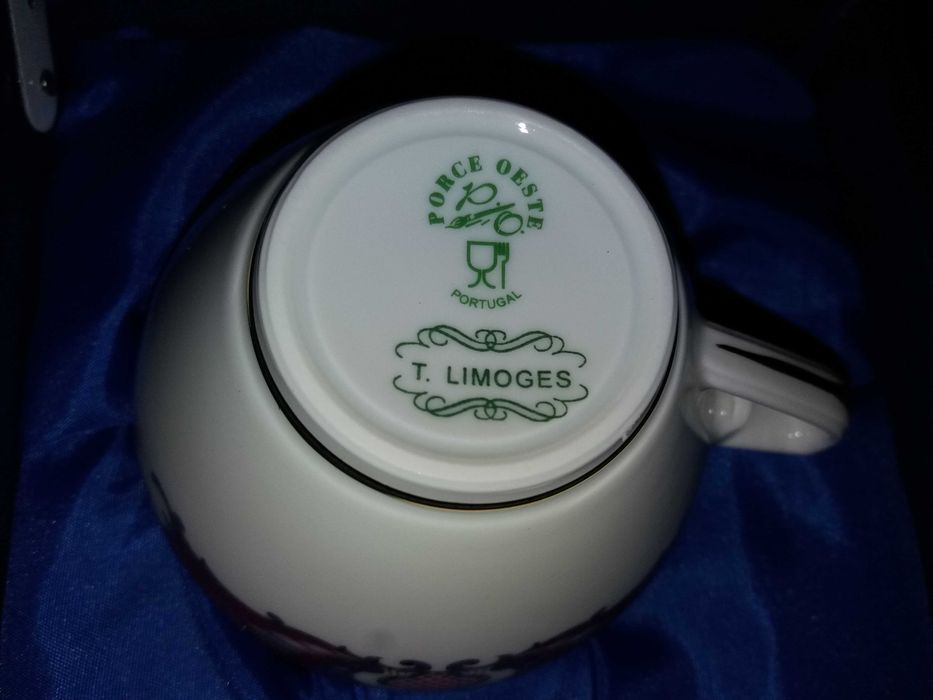 PORCE OESTE
P.O.
PORTUGAL
T. LIMOGES